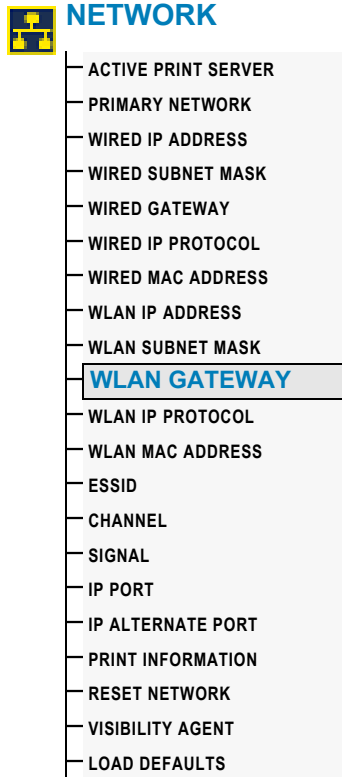 NETWORK
ACTIVE PRINT SERVER
PRIMARY NETWORK
WIRED IP ADDRESS
WIRED SUBNET MASK
WIRED GATEWAY
WIRED IP PROTOCOL
WIRED MAC ADDRESS
WLAN IP ADDRESS
WLAN SUBNET MASK
WLAN GATEWAY
WLAN IP PROTOCOL
WLAN MAC ADDRESS
ESSID
CHANNEL
SIGNAL
IP PORT
IP ALTERNATE PORT
PRINT INFORMATION
RESET NETWORK
VISIBILITY AGENT
LOAD DEFAULTS